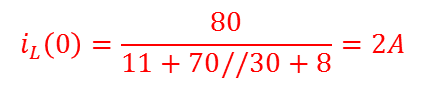 i_L(0) = 80 / (11 + 70//30 + 8) = 2A